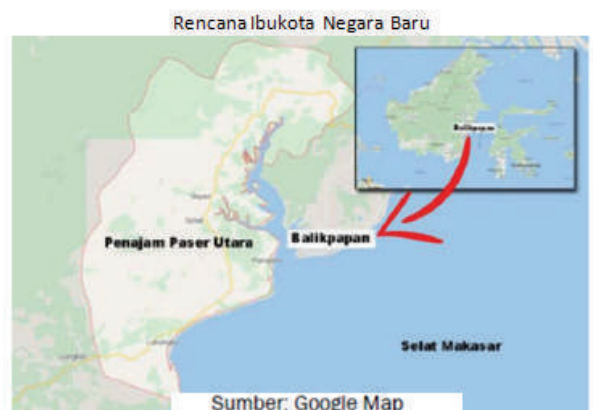 Rencana Ibukota Negara Baru
Balikpapan
Penajam Paser Utara
Balikpapan
Selat Makasar
Sumber: Google Map